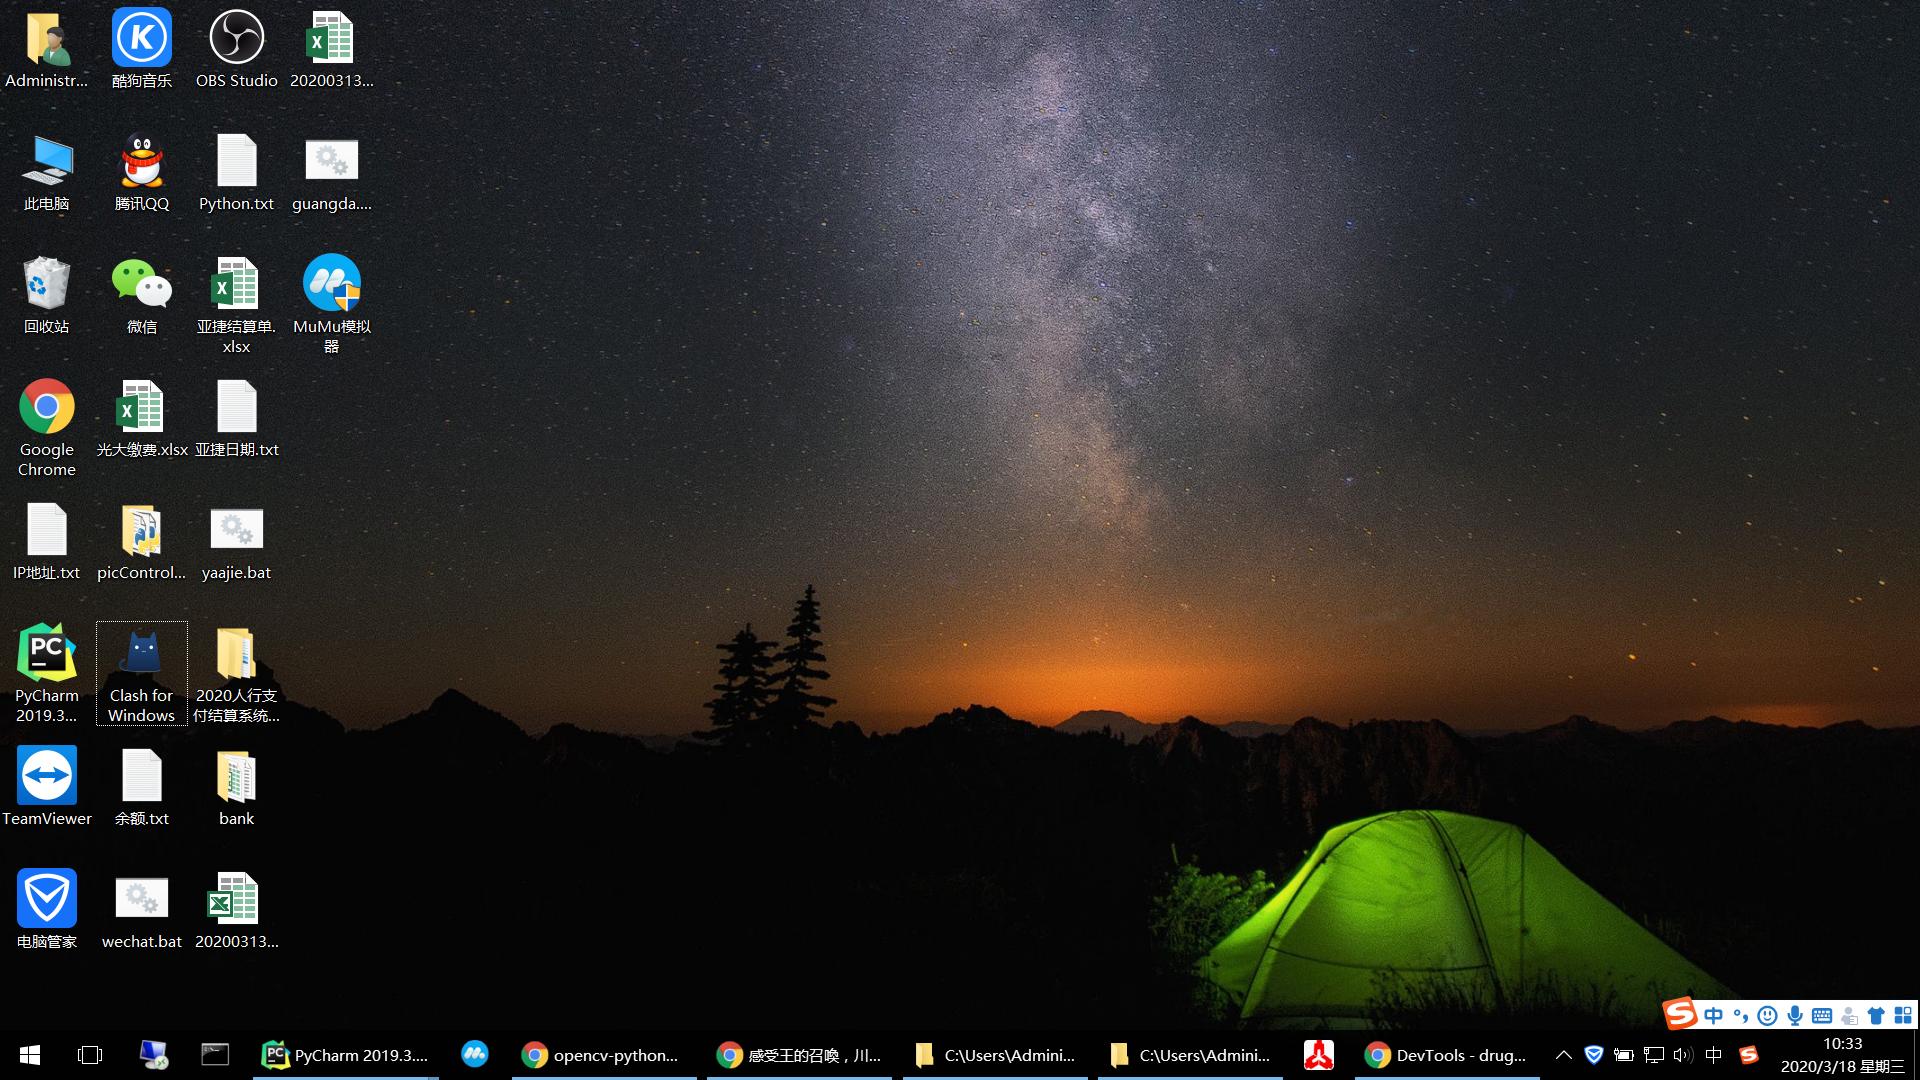 Administr...
酷狗音乐
OBS Studio
20200313...
此电脑
腾讯QQ
Python.txt
guangda....
回收站
微信
亚捷结算单.
xlsx
MuMu模拟
器
Google
Chrome
光大缴费.xlsx
亚捷日期.txt
IP地址.txt
picControl...
yaajie.bat
PyCharm
2019.3...
Clash for
Windows
2020人行支
付结算系统...
TeamViewer
余额.txt
bank
电脑管家
wechat.bat
20200313...
中
PyCharm 2019.3....
opencv-python...
感受王的召唤，川...
C:\Users\Admini...
C:\Users\Admini...
DevTools - drug...
中
10:33
2020/3/18 星期三